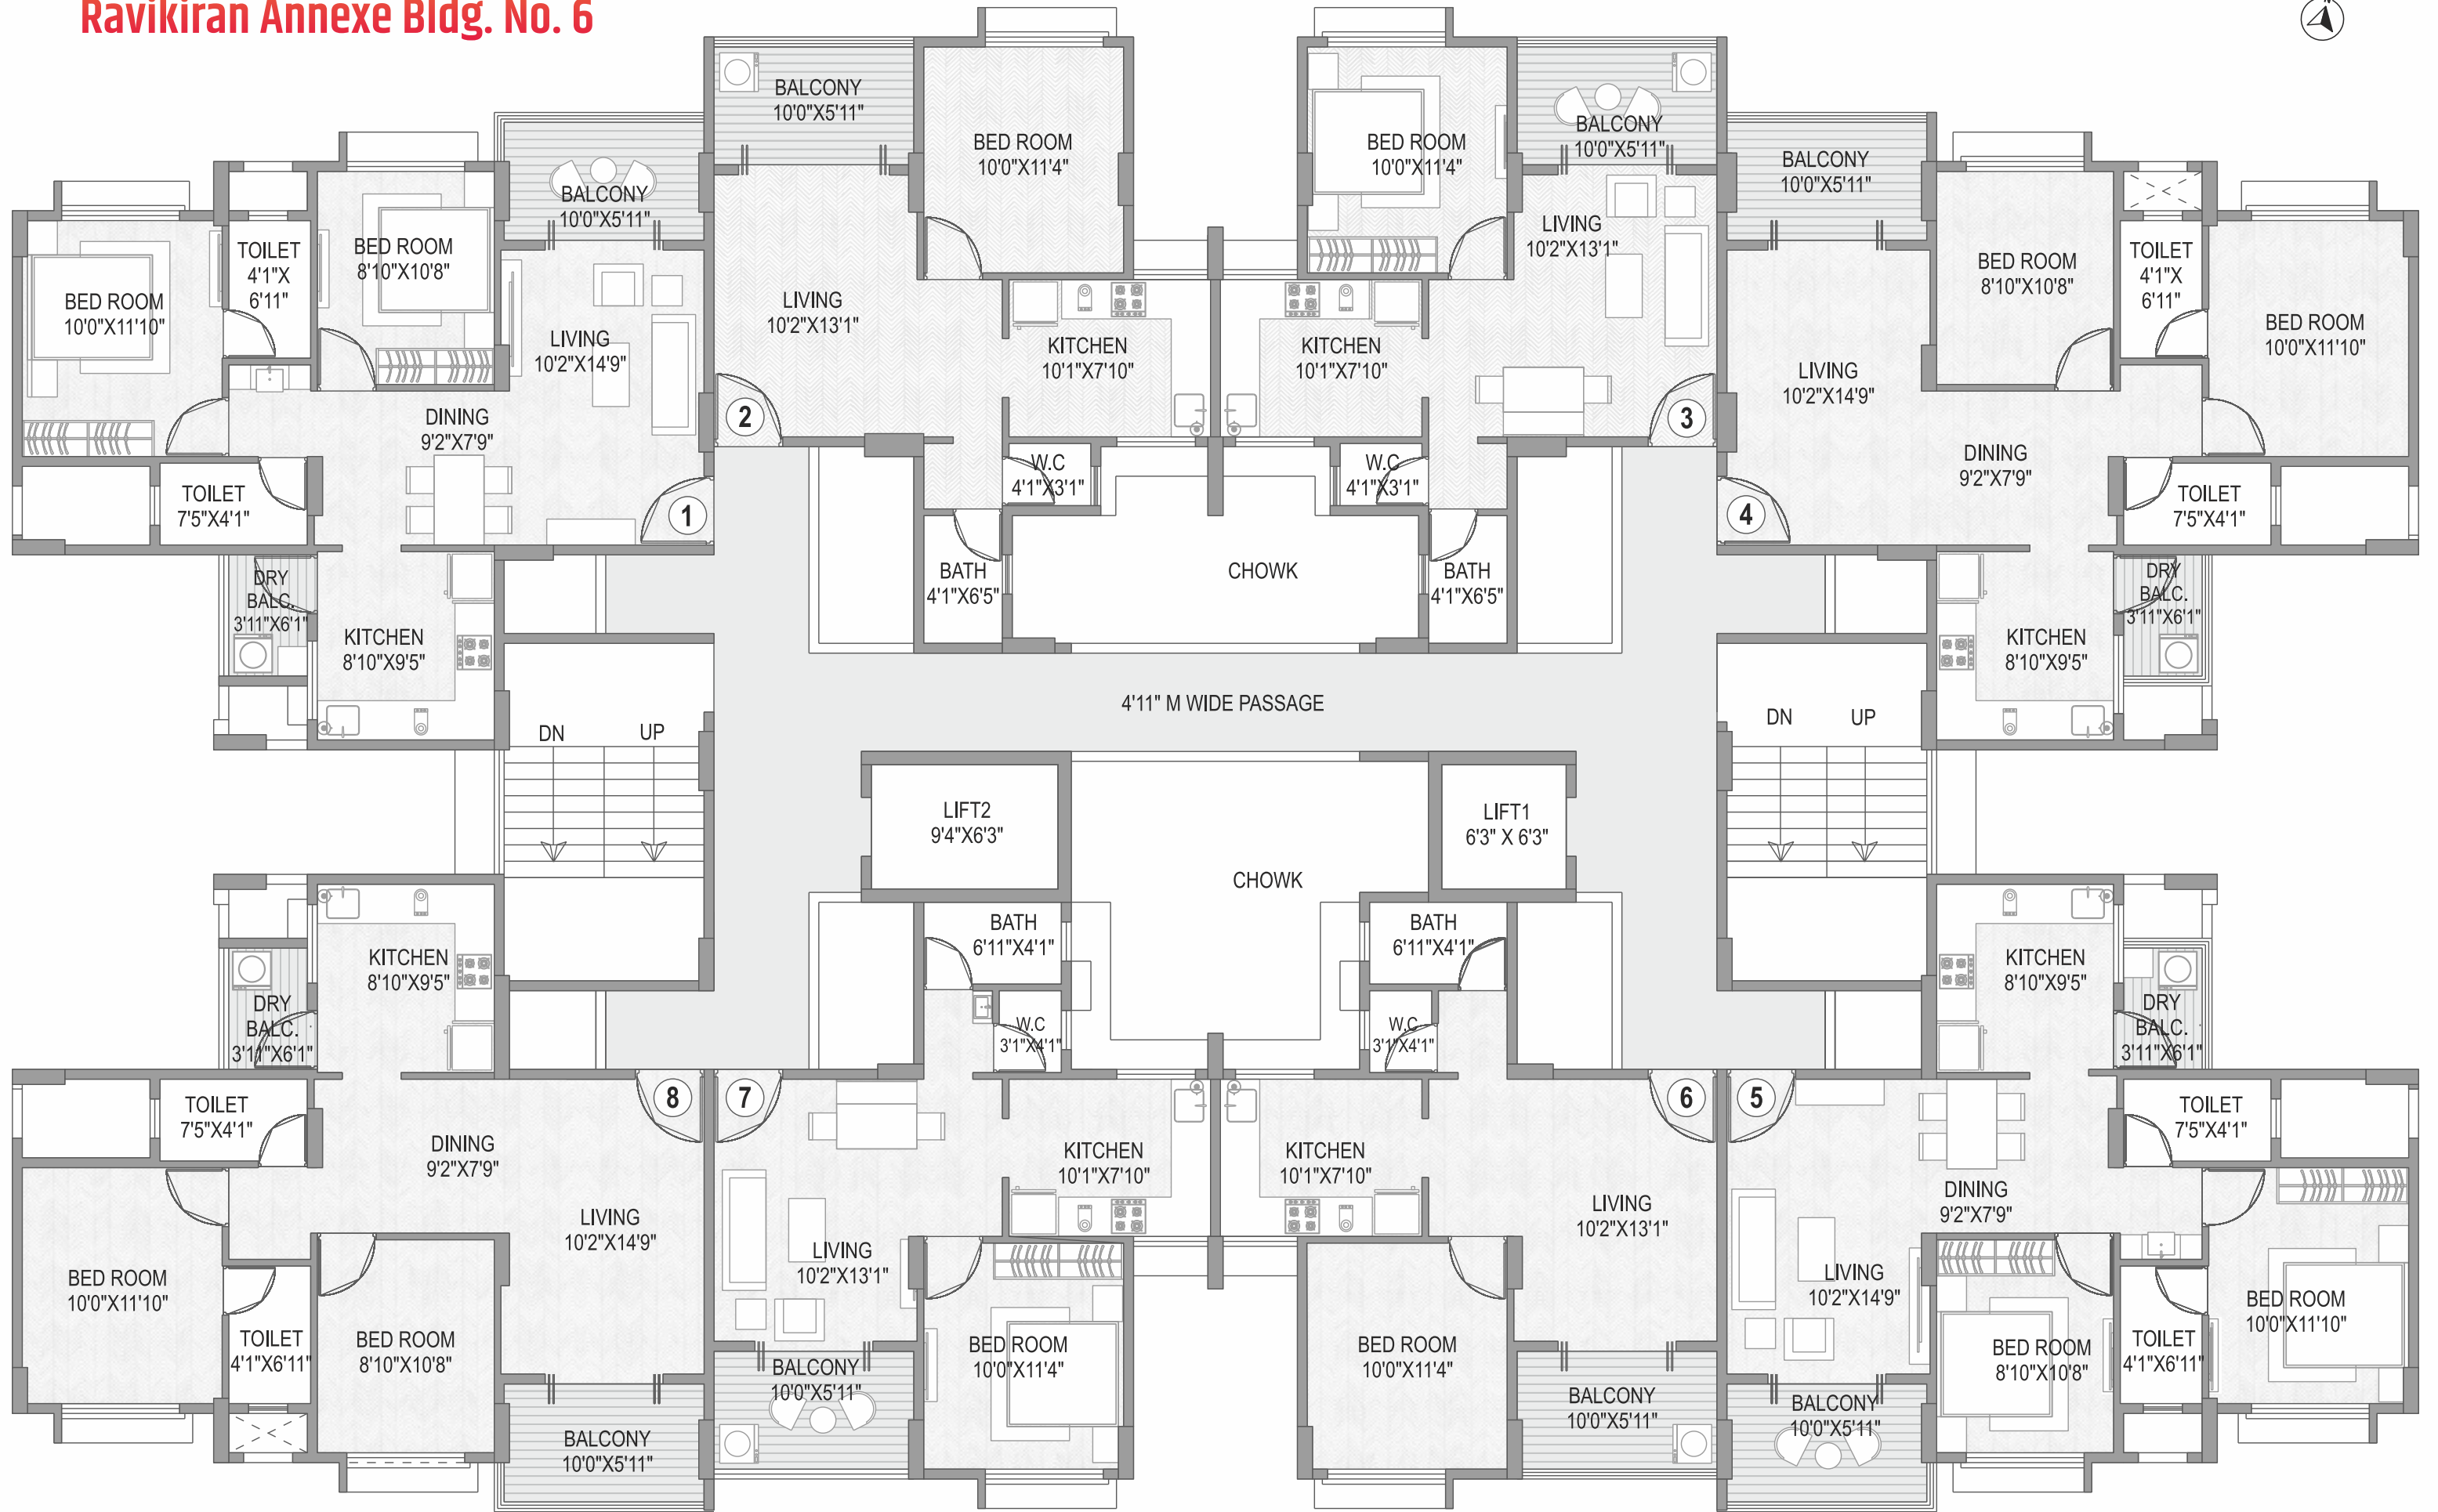 Ravikiran Annexe Bldg. No. 6
BALCONY
10'0"X5'11"
BED ROOM
10'0"X11'4"
BED ROOM
10'0"X11'4"
BALCONY
10'0"X5'11"
BALCONY
10'0"X5'11"
BALCONY
10'0"X5'11"
TOILET
4'1"X
6'11"
BED ROOM
8'10"X10'8"
BED ROOM
10'0"X11'10"
LIVING
10'2"X14'9"
LIVING
10'2"X13'1"
LIVING
10'2"X13'1"
BED ROOM
8'10"X10'8"
TOILET
4'1"X
6'11"
BED ROOM
10'0"X11'10"
KITCHEN
10'1"X7'10"
KITCHEN
10'1"X7'10"
LIVING
10'2"X14'9"
DINING
9'2"X7'9"
2
3
DINING
9'2"X7'9"
TOILET
7'5"X4'1"
1
W.C
4'1"X3'1"
W.C
4'1"X3'1"
4
TOILET
7'5"X4'1"
DRY
BALC.
3'11"X6'1"
BATH
4'1"X6'5"
CHOWK
BATH
4'1"X6'5"
DRY
BALC.
3'11"X6'1"
KITCHEN
8'10"X9'5"
KITCHEN
8'10"X9'5"
4'11" M WIDE PASSAGE
DN
UP
DN
UP
LIFT2
9'4"X6'3"
LIFT1
6'3" X 6'3"
CHOWK
KITCHEN
8'10"X9'5"
BATH
6'11"X4'1"
BATH
6'11"X4'1"
KITCHEN
8'10"X9'5"
DRY
BALC.
3'11"X6'1"
W.C
3'1"X4'1"
W.C
3'1"X4'1"
DRY
BALC.
3'11"X6'1"
TOILET
7'5"X4'1"
8
7
6
5
TOILET
7'5"X4'1"
DINING
9'2"X7'9"
KITCHEN
10'1"X7'10"
KITCHEN
10'1"X7'10"
DINING
9'2"X7'9"
LIVING
10'2"X14'9"
LIVING
10'2"X13'1"
LIVING
10'2"X13'1"
LIVING
10'2"X14'9"
BED ROOM
10'0"X11'10"
BED ROOM
10'0"X11'10"
TOILET
4'1"X6'11"
BED ROOM
8'10"X10'8"
BALCONY
10'0"X5'11"
BED ROOM
10'0"X11'4"
BED ROOM
10'0"X11'4"
BALCONY
10'0"X5'11"
BALCONY
10'0"X5'11"
BED ROOM
8'10"X10'8"
TOILET
4'1"X6'11"
BALCONY
10'0"X5'11"